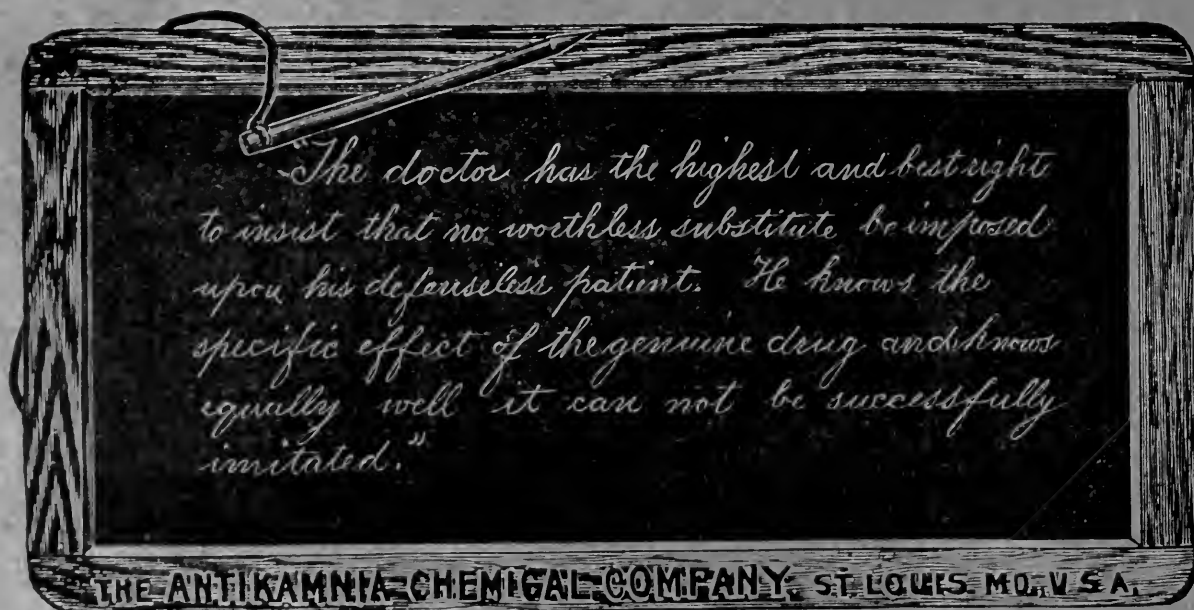 "The doctor has the highest and best right
to insist that no worthless substitute be imposed
upon his defenseless patient. He knows the
specific effect of the genuine drug and knows
equally well it can not be successfully
imitated."
THE ANTIKAMNIA CHEMICAL COMPANY, ST. LOUIS, MO., U S A.